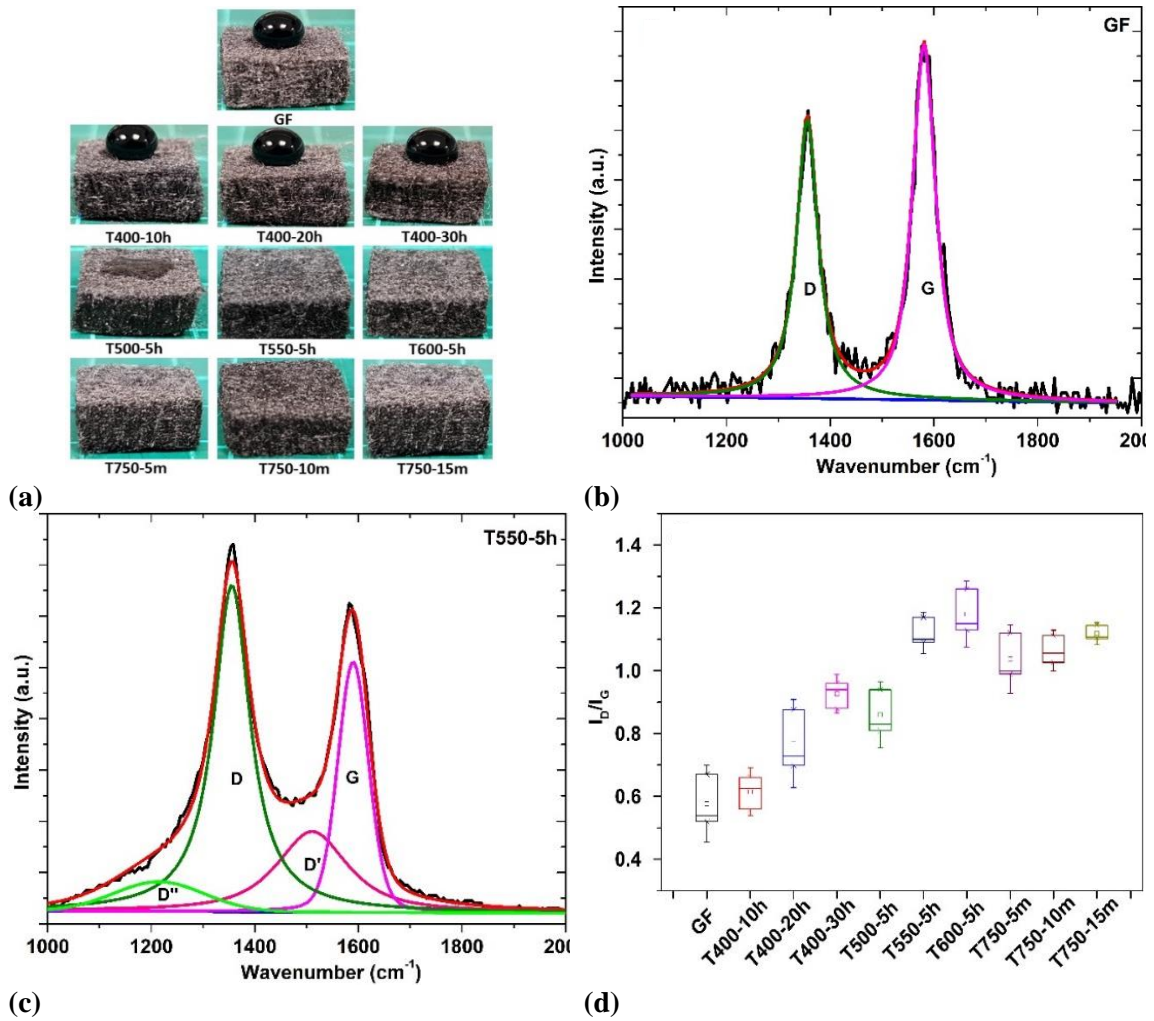 GF
T400-10h T400-20h T400-30h
T500-5h T550-5h T600-5h
T750-5m T750-10m T750-15m
(a)
GF
Intensity (a.u.)
D G
1000 1200 1400 1600 1800 200
Wavenumber (cm⁻¹)
(b)
T550-5h
Intensity (a.u.)
D G
D" D'
1000 1200 1400 1600 1800 200
Wavenumber (cm⁻¹)
(c)
1.4
1.2
1.0
0.8
0.6
0.4
I_D/I_G
GF T400-10h T400-20h T400-30h T500-5h T550-5h T600-5h T750-5m T750-10m T750-15m
(d)